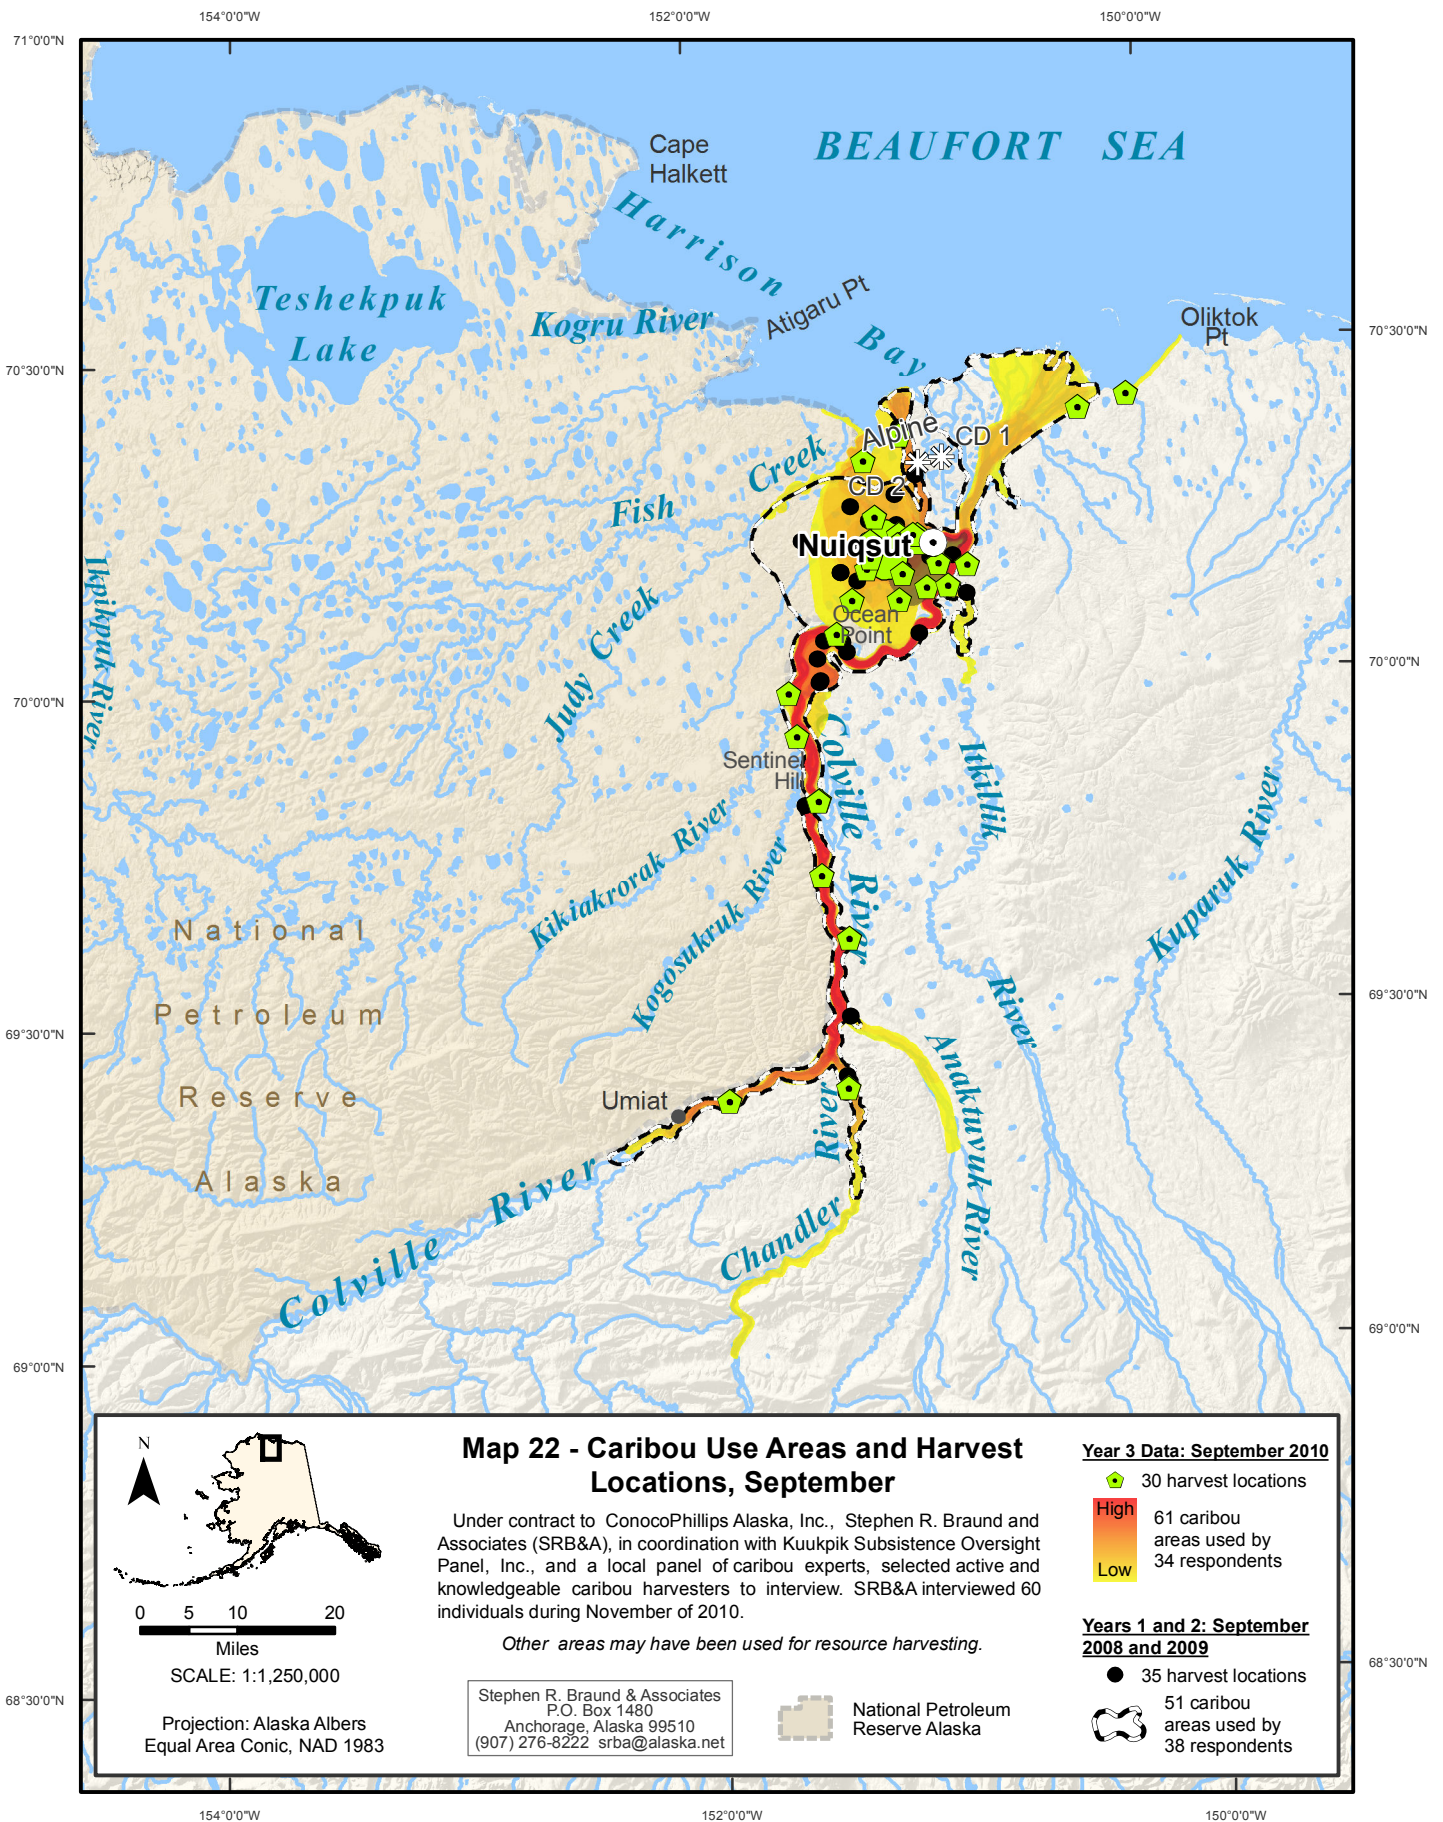 154°0'0"W
152°0'0"W
150°0'0"W
71°0'0"N
Cape
Halkett
BEAUFORT SEA
Harrison
Bay
Teshekpuk
Lake
Kogru River
Atigaru Pt
Oliktok
Pt
70°30'0"N
70°30'0"N
Alpine
CD 1
CD 2
Fish
Creek
Nuiqsut
Ikpikpuk River
Judy
Creek
Ocean
Point
70°0'0"N
70°0'0"N
Sentinel
Hill
Colville
River
Itkillik
River
Kikiakrorak River
Kogosukruk River
Kuparuk River
National
Petroleum
Reserve
Alaska
69°30'0"N
69°30'0"N
Umiat
Anaktuvuk River
Chandler
River
Colville River
69°0'0"N
69°0'0"N
N
0 5 10 20
Miles
SCALE: 1:1,250,000
Projection: Alaska Albers
Equal Area Conic, NAD 1983
Map 22 - Caribou Use Areas and Harvest
Locations, September
Under contract to ConocoPhillips Alaska, Inc., Stephen R. Braund and
Associates (SRB&A), in coordination with Kuukpik Subsistence Oversight
Panel, Inc., and a local panel of caribou experts, selected active and
knowledgeable caribou harvesters to interview. SRB&A interviewed 60
individuals during November of 2010.
Other areas may have been used for resource harvesting.
Stephen R. Braund & Associates
P.O. Box 1480
Anchorage, Alaska 99510
(907) 276-8222 srba@alaska.net
National Petroleum
Reserve Alaska
Year 3 Data: September 2010
30 harvest locations
High
Low
61 caribou
areas used by
34 respondents
Years 1 and 2: September
2008 and 2009
35 harvest locations
51 caribou
areas used by
38 respondents
68°30'0"N
68°30'0"N
154°0'0"W
152°0'0"W
150°0'0"W